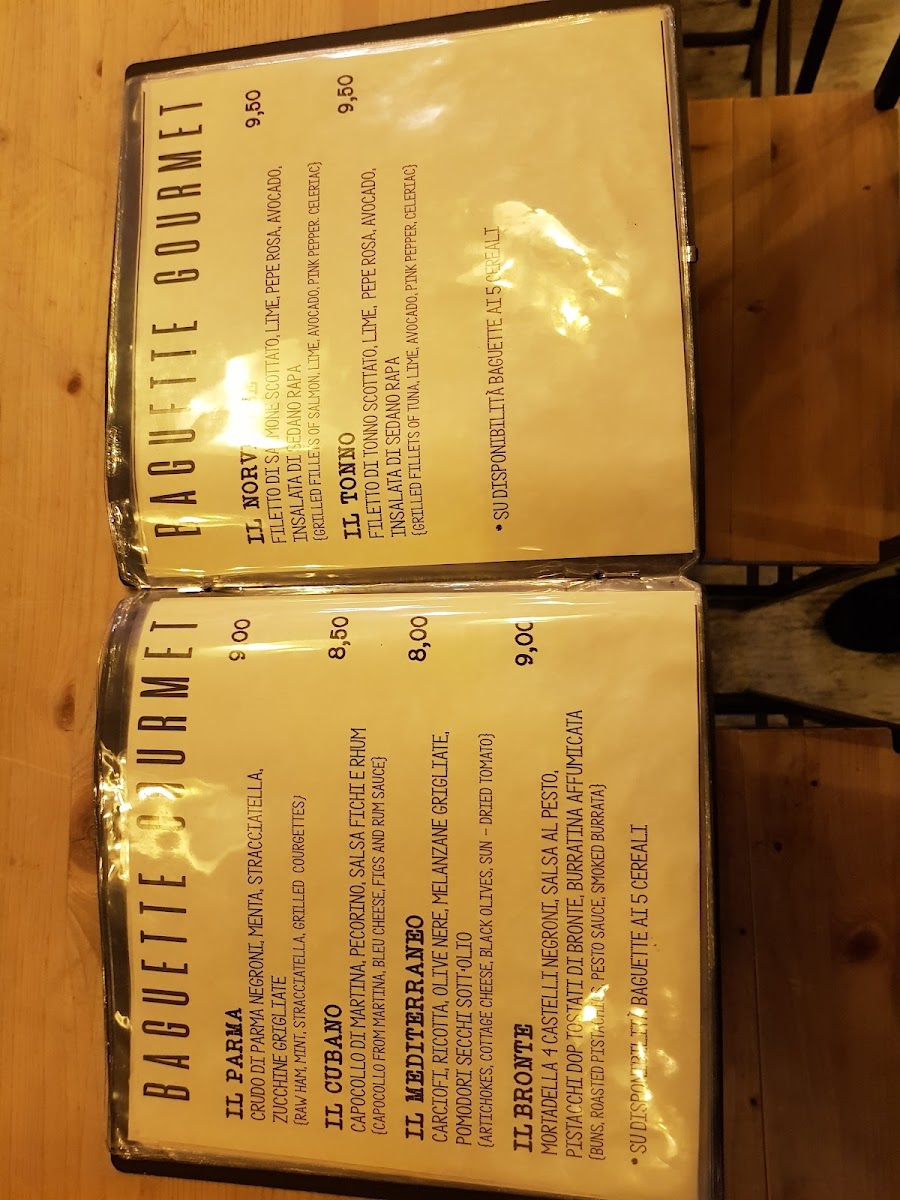 BAGUETTE GOURMET
IL PARMA 9,00
CRUDO DI PARMA NEGRONI, MENTA, STRACCIATELLA,
ZUCCHINE GRIGLIATE
(RAW HAM, MINT, STRACCIATELLA, GRILLED COURGETTES)
IL CUBANO 8,50
CAPOCOLLO DI MARTINA, PECORINO, SALSA FICHI E RHUM
(CAPOCOLLO FROM MARTINA, BLEU CHEESE, FIGS AND RUM SAUCE)
IL MEDITERRANEO 8,00
CARCIOFI, RICOTTA, OLIVE NERE, MELANZANE GRIGLIATE,
POMODORI SECCHI SOTT'OLIO
(ARTICHOKES, COTTAGE CHEESE, BLACK OLIVES, SUN - DRIED TOMATO)
IL BRONTE 9,00
MORTADELLA 4 CASTELLI NEGRONI, SALSA AL PESTO,
PISTACCHI DOP TOSTATI DI BRONTE, BURRATINA AFFUMICATA
(BUNS, ROASTED PISTACHIOS, PESTO SAUCE, SMOKED BURRATA)
* SU DISPONIBILITÀ BAGUETTE AI 5 CEREALI
BAGUETTE GOURMET
IL 9,50
FILETTO DI SALMONE SCOTTATO, LIME, PEPE ROSA, AVOCADO,
INSALATA DI SEDANO RAPA
(GRILLED FILLETS OF SALMON, LIME, AVOCADO, PINK PEPPER. CELERIAC)
IL TONNO 9,50
FILETTO DI TONNO SCOTTATO, LIME, PEPE ROSA, AVOCADO,
INSALATA DI SEDANO RAPA
(GRILLED FILLETS OF TUNA, LIME, AVOCADO, PINK PEPPER, CELERIAC)
* SU DISPONIBILITÀ BAGUETTE AI 5 CEREALI